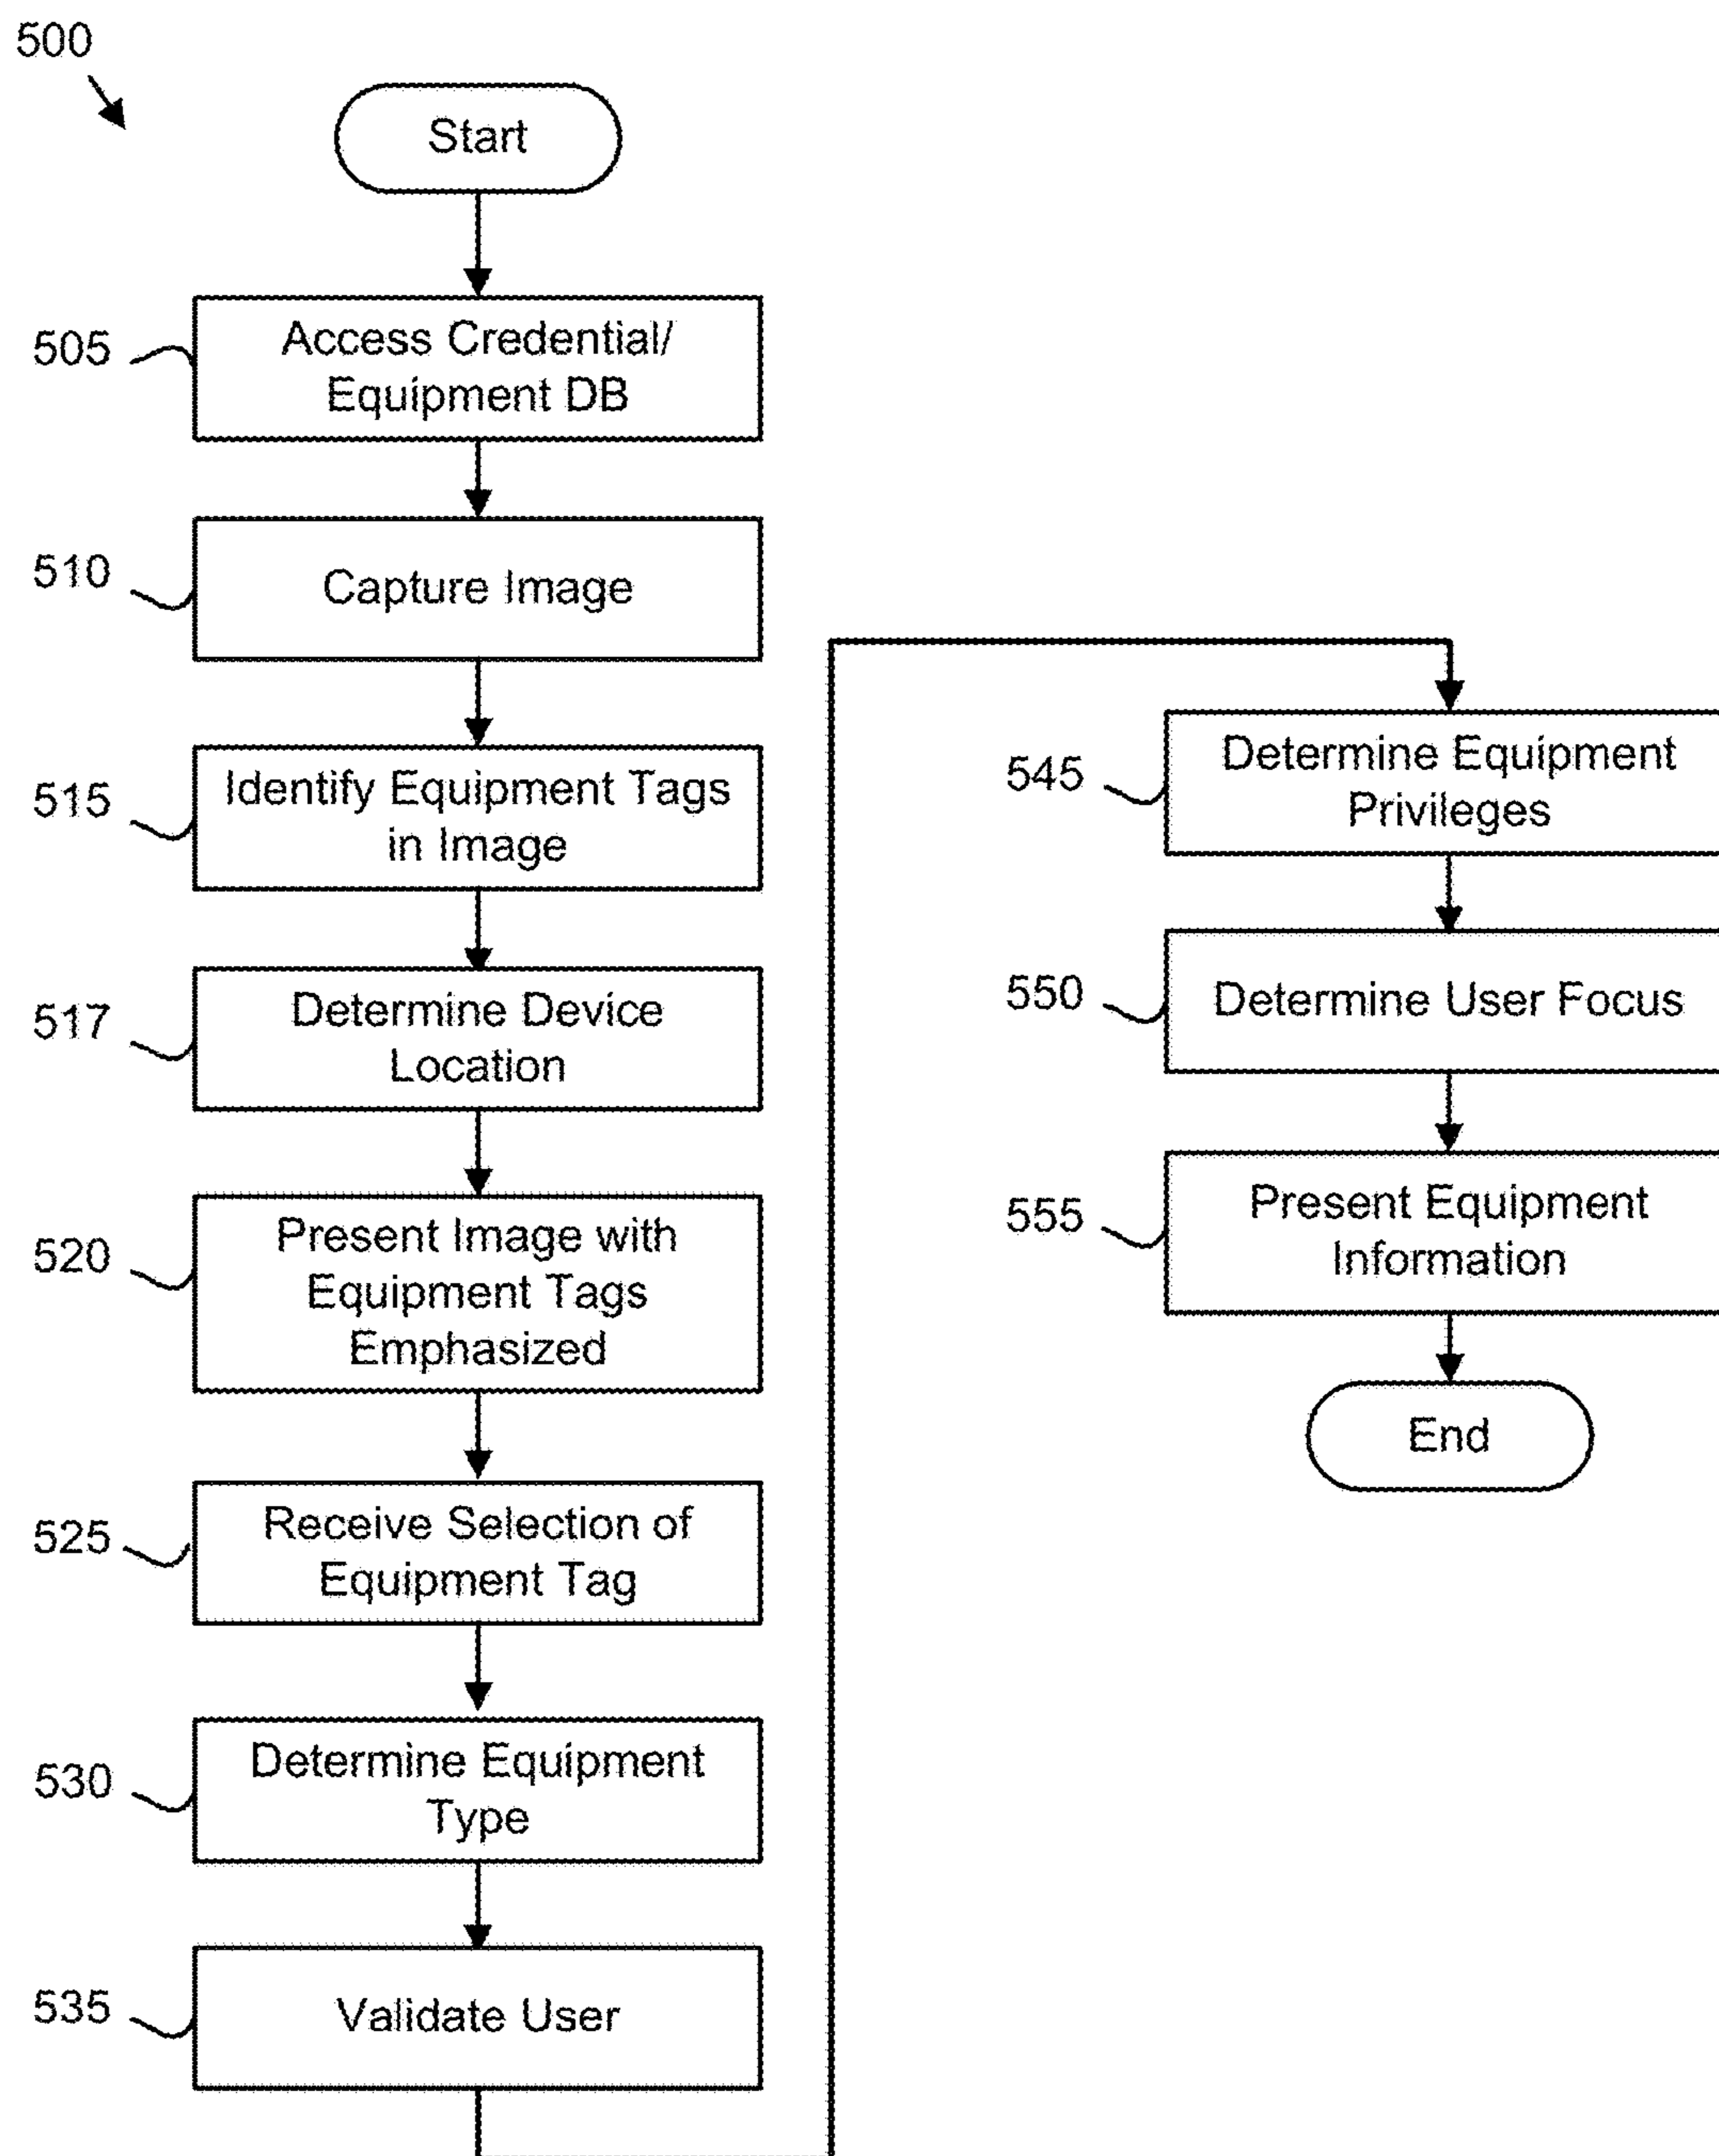 500
Start
505
Access Credential/
Equipment DB
510
Capture Image
515
Identify Equipment Tags
in Image
517
Determine Device
Location
520
Present Image with
Equipment Tags
Emphasized
525
Receive Selection of
Equipment Tag
530
Determine Equipment
Type
535
Validate User
545
Determine Equipment
Privileges
550
Determine User Focus
555
Present Equipment
Information
End